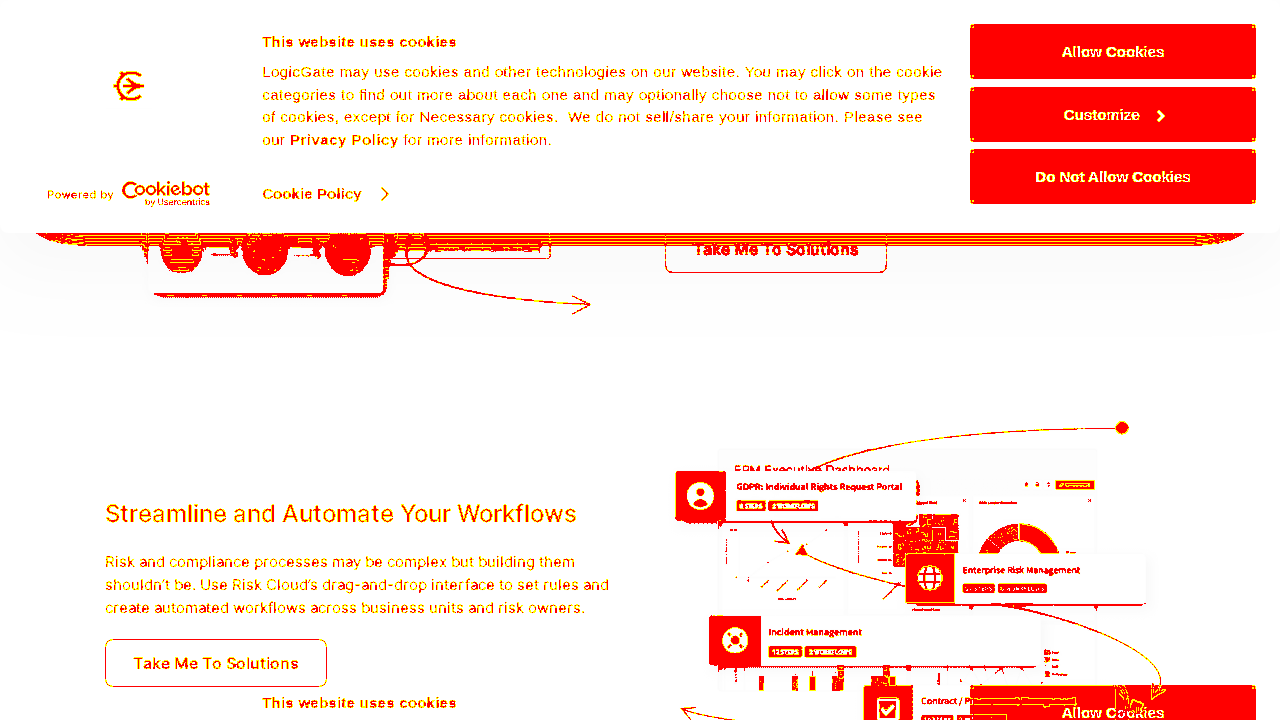 This website uses cookies
LogicGate may use cookies and other technologies on our website. You may click on the cookie
categories to find out more about each one and may optionally choose not to allow some types
of cookies, except for Necessary cookies. We do not sell/share your information. Please see
our Privacy Policy for more information.
Cookie Policy
Powered by Cookiebot
by Usercentrics
Allow Cookies
Customize
Do Not Allow Cookies
Take Me To Solutions
Streamline and Automate Your Workflows
Risk and compliance processes may be complex but building them
shouldn't be. Use Risk Cloud's drag-and-drop interface to set rules and
create automated workflows across business units and risk owners.
Take Me To Solutions
This website uses cookies
Executive Dashboard
GDPR: Individual Rights Request Portal
Enterprise Risk Management
Incident Management
Contract /
Allow Cookies